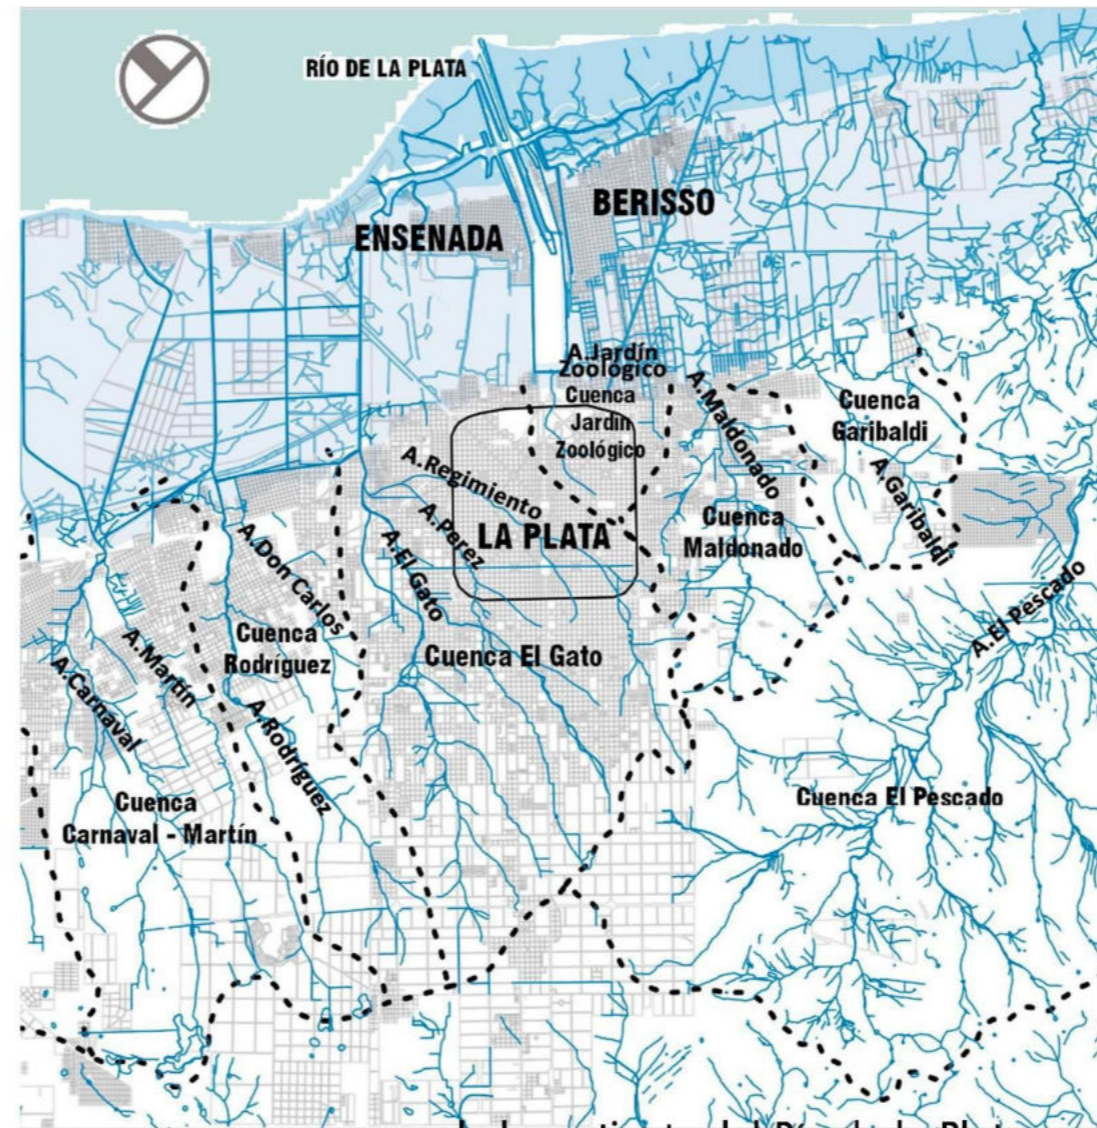 RÍO DE LA PLATA
BERISSO
ENSENADA
A.Jardín
Zoológico
Cuenca
Jardín
Zoológico
A.Maldonado
Cuenca
Garibaldi
A.Regimiento
A.Garibaldi
A.Perez
LA PLATA
Cuenca
Maldonado
A.Don Carlos
A.El Gato
A.El Pescado
Cuenca
Rodríguez
Cuenca El Gato
A.Martín
A.Carnaval
A.Rodríguez
Cuenca
Carnaval - Martín
Cuenca El Pescado